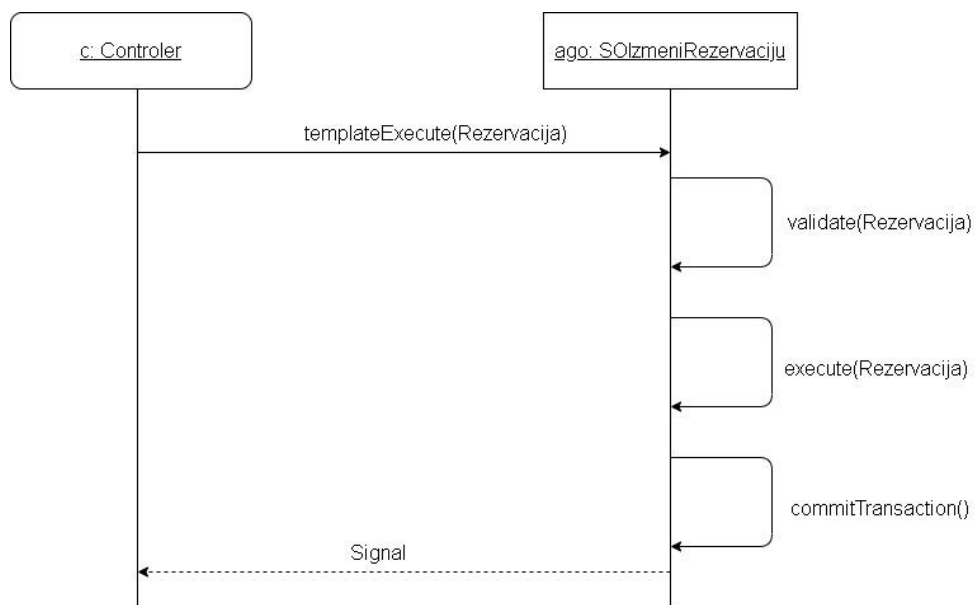 c: Controler
ago: SOIzmeniRezervaciju
templateExecute(Rezervacija)
validate(Rezervacija)
execute(Rezervacija)
commitTransaction()
Signal